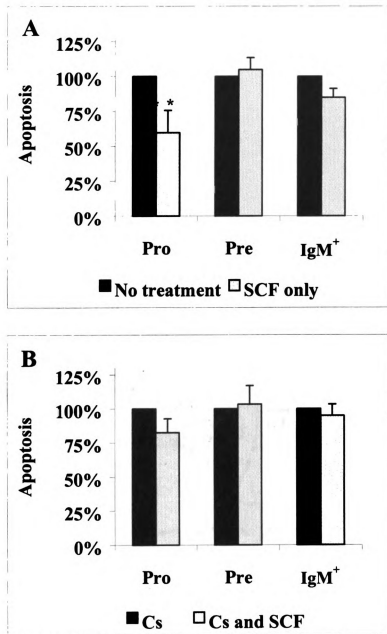 A
125%
100%
75%
50%
25%
0%
Apoptosis
* *
Pro Pre IgM+
No treatment SCF only
B
125%
100%
75%
50%
25%
0%
Apoptosis
Pro Pre IgM+
Cs Cs and SCF